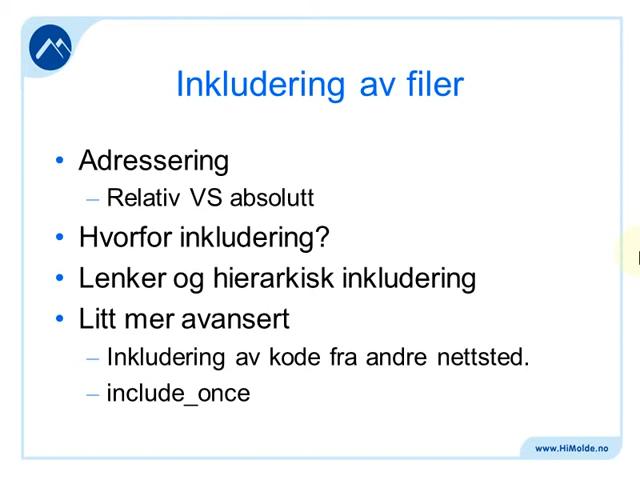 Inkludering av filer
• Adressering
– Relativ VS absolutt
• Hvorfor inkludering?
• Lenker og hierarkisk inkludering
• Litt mer avansert
– Inkludering av kode fra andre nettsted.
– include_once
www.HiMolde.no